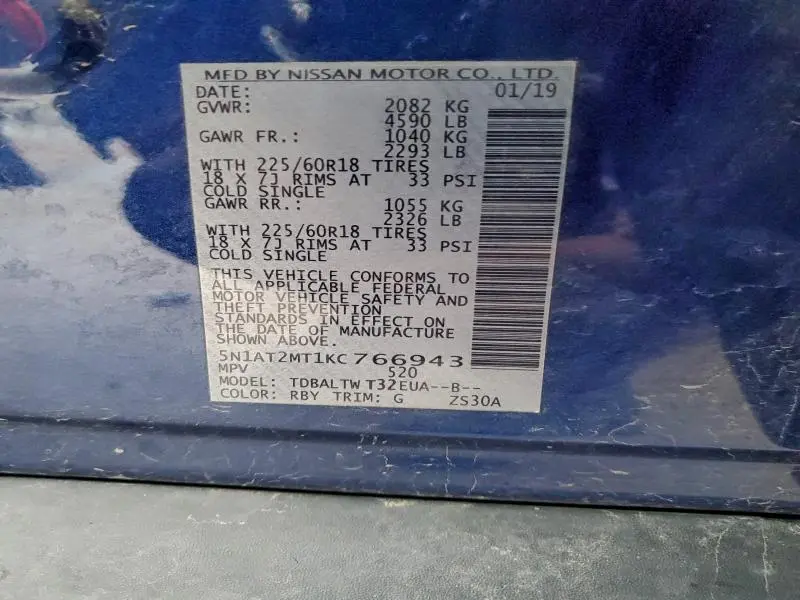 MFD BY NISSAN MOTOR CO., LTD.
DATE: 01/19
GVWR: 2082 KG
4590 LB
GAWR FR.: 1040 KG
2293 LB
WITH 225/60R18 TIRES
18 X 7J RIMS AT 33 PSI
COLD SINGLE
GAWR RR.: 1055 KG
2326 LB
WITH 225/60R18 TIRES
18 X 7J RIMS AT 33 PSI
COLD SINGLE
THIS VEHICLE CONFORMS TO
ALL APPLICABLE FEDERAL
MOTOR VEHICLE SAFETY AND
THEFT PREVENTION
STANDARDS IN EFFECT ON
THE DATE OF MANUFACTURE
SHOWN ABOVE.
5N1AT2MT1KC766943
MPV 520
MODEL: TDBALTW T32EUA--B--
COLOR: RBY TRIM: G ZS30A